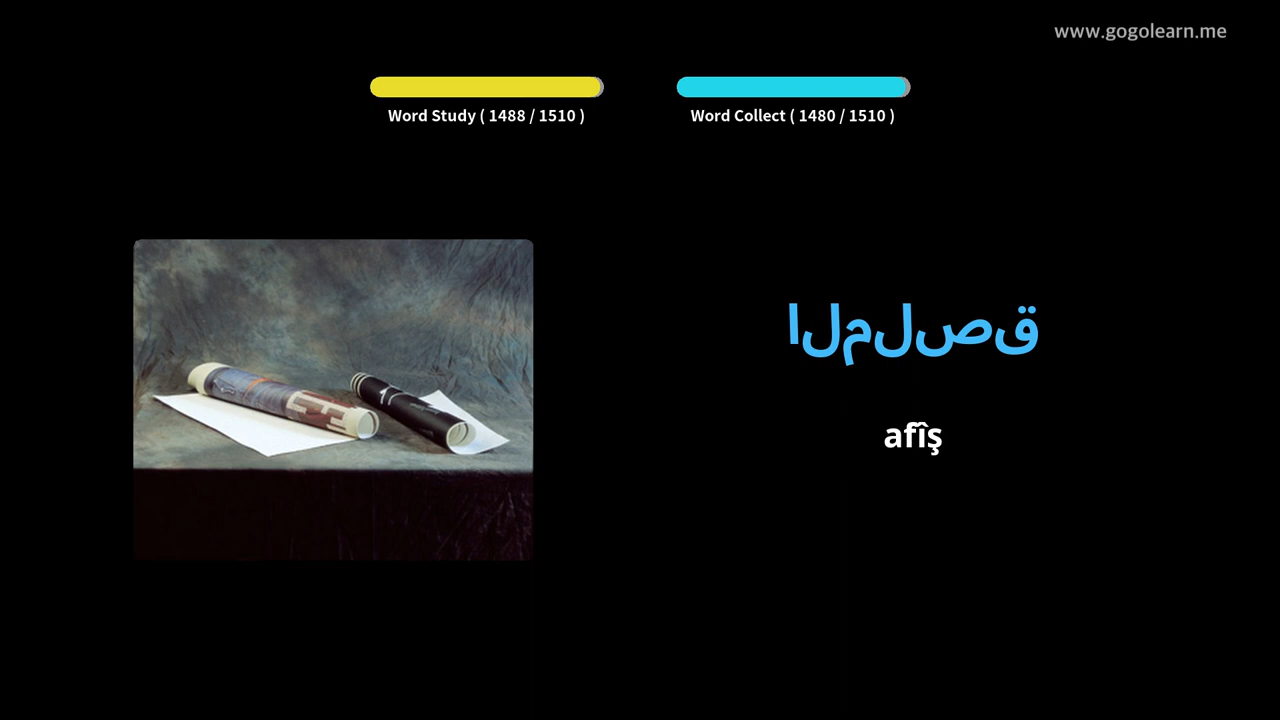 www.gogolearn.me
Word Study ( 1488 / 1510 )
Word Collect ( 1480 / 1510 )
الملصق
afîş